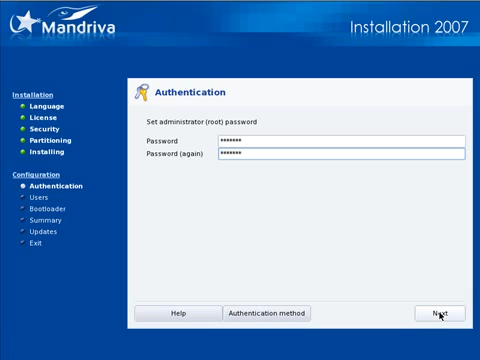 Mandriva
Installation 2007
Installation
Language
License
Security
Partitioning
Installing
Configuration
Authentication
Users
Bootloader
Summary
Updates
Exit
Authentication
Set administrator (root) password
Password *******
Password (again) *******
Help
Authentication method
Next